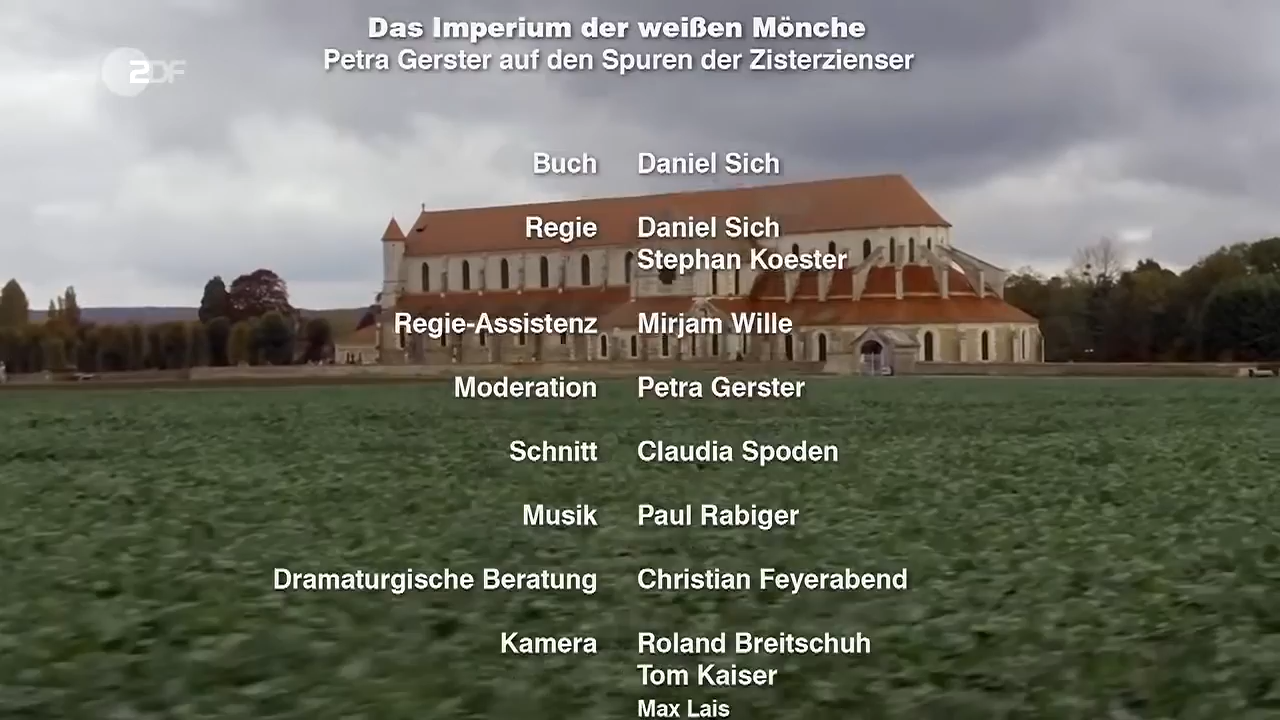 Das Imperium der weißen Mönche
Petra Gerster auf den Spuren der Zisterzienser
2DF
Buch Daniel Sich
Regie Daniel Sich
Stephan Koester
Regie-Assistenz Mirjam Wille
Moderation Petra Gerster
Schnitt Claudia Spoden
Musik Paul Rabiger
Dramaturgische Beratung Christian Feyerabend
Kamera Roland Breitschuh
Tom Kaiser
Max Lais